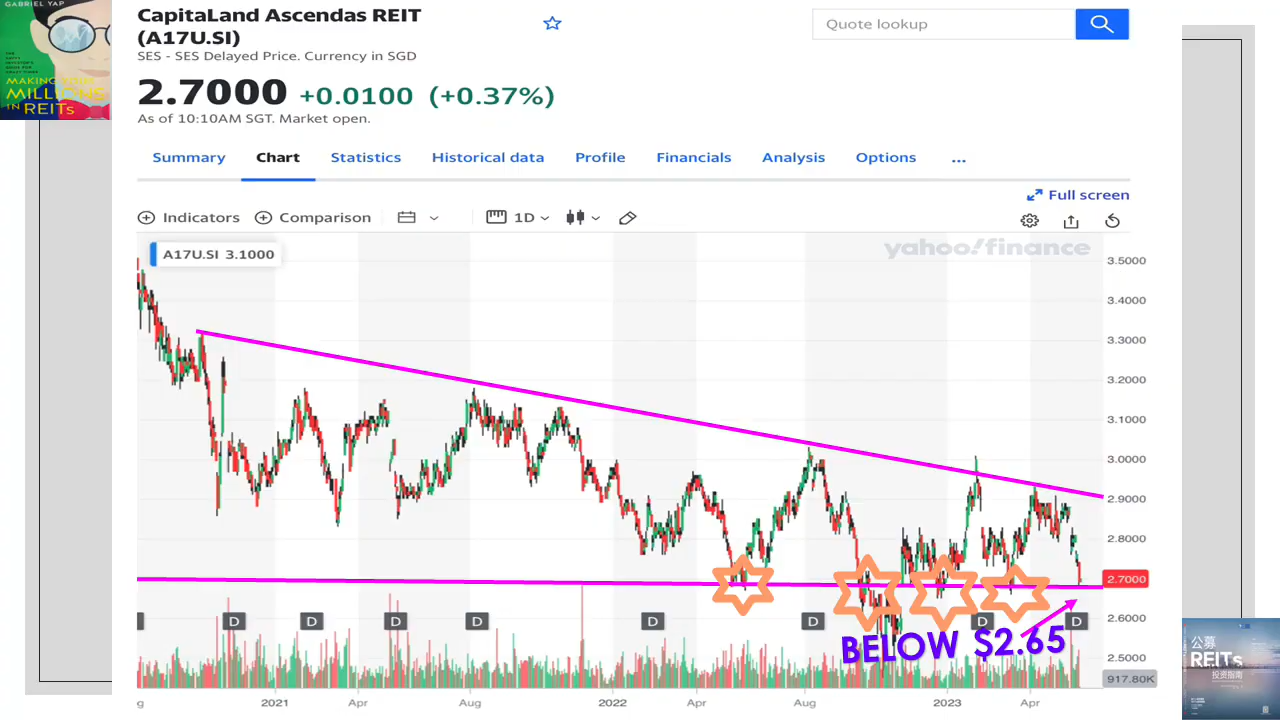 GABRIEL YAP
MAKING YOUR
MILLIONS
IN REITs
CapitaLand Ascendas REIT
(A17U.SI)
SES - SES Delayed Price. Currency in SGD
Quote lookup
2.7000 +0.0100 (+0.37%)
As of 10:10AM SGT. Market open.
Summary Chart Statistics Historical data Profile Financials Analysis Options ...
Full screen
Indicators Comparison 1D
A17U.SI 3.1000
yahoo!finance
3.5000
3.4000
3.3000
3.2000
3.1000
3.0000
2.9000
2.8000
2.7000
2.6000
2.5000
917.80K
D D D D D D D D
BELOW $2.65
g 2021 Apr Aug 2022 Apr Aug 2023 Apr
公募
REITs
投资指南